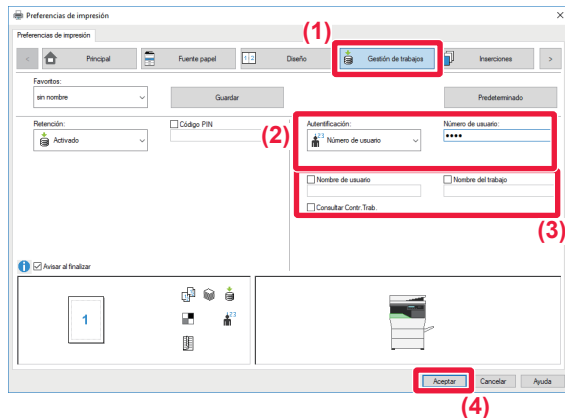 Preferencias de impresión
Preferencias de impresión
(1)
Principal
Fuente papel
Diseño
Gestión de trabajos
Inserciones
Favoritos:
sin nombre
Guardar
Predeterminado
Retención:
Activado
Código PIN
(2)
Autentificación:
Número de usuario
Número de usuario:
••••
Nombre de usuario
Nombre del trabajo
Consultar Contr.Trab.
(3)
Avisar al finalizar
1
123
Aceptar
Cancelar
Ayuda
(4)